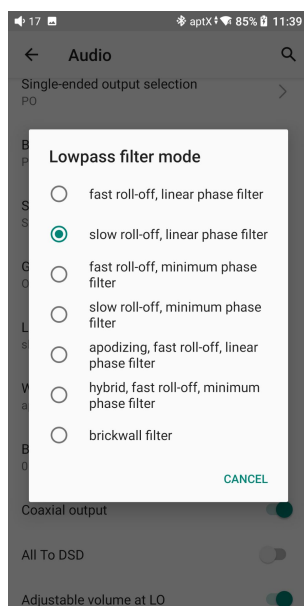 17
aptX 85% 11:39
Audio
Single-ended output selection
PO
Lowpass filter mode
fast roll-off, linear phase filter
slow roll-off, linear phase filter
fast roll-off, minimum phase
filter
slow roll-off, minimum phase
filter
apodizing, fast roll-off, linear
phase filter
hybrid, fast roll-off, minimum
phase filter
brickwall filter
CANCEL
Coaxial output
All To DSD
Adjustable volume at LO